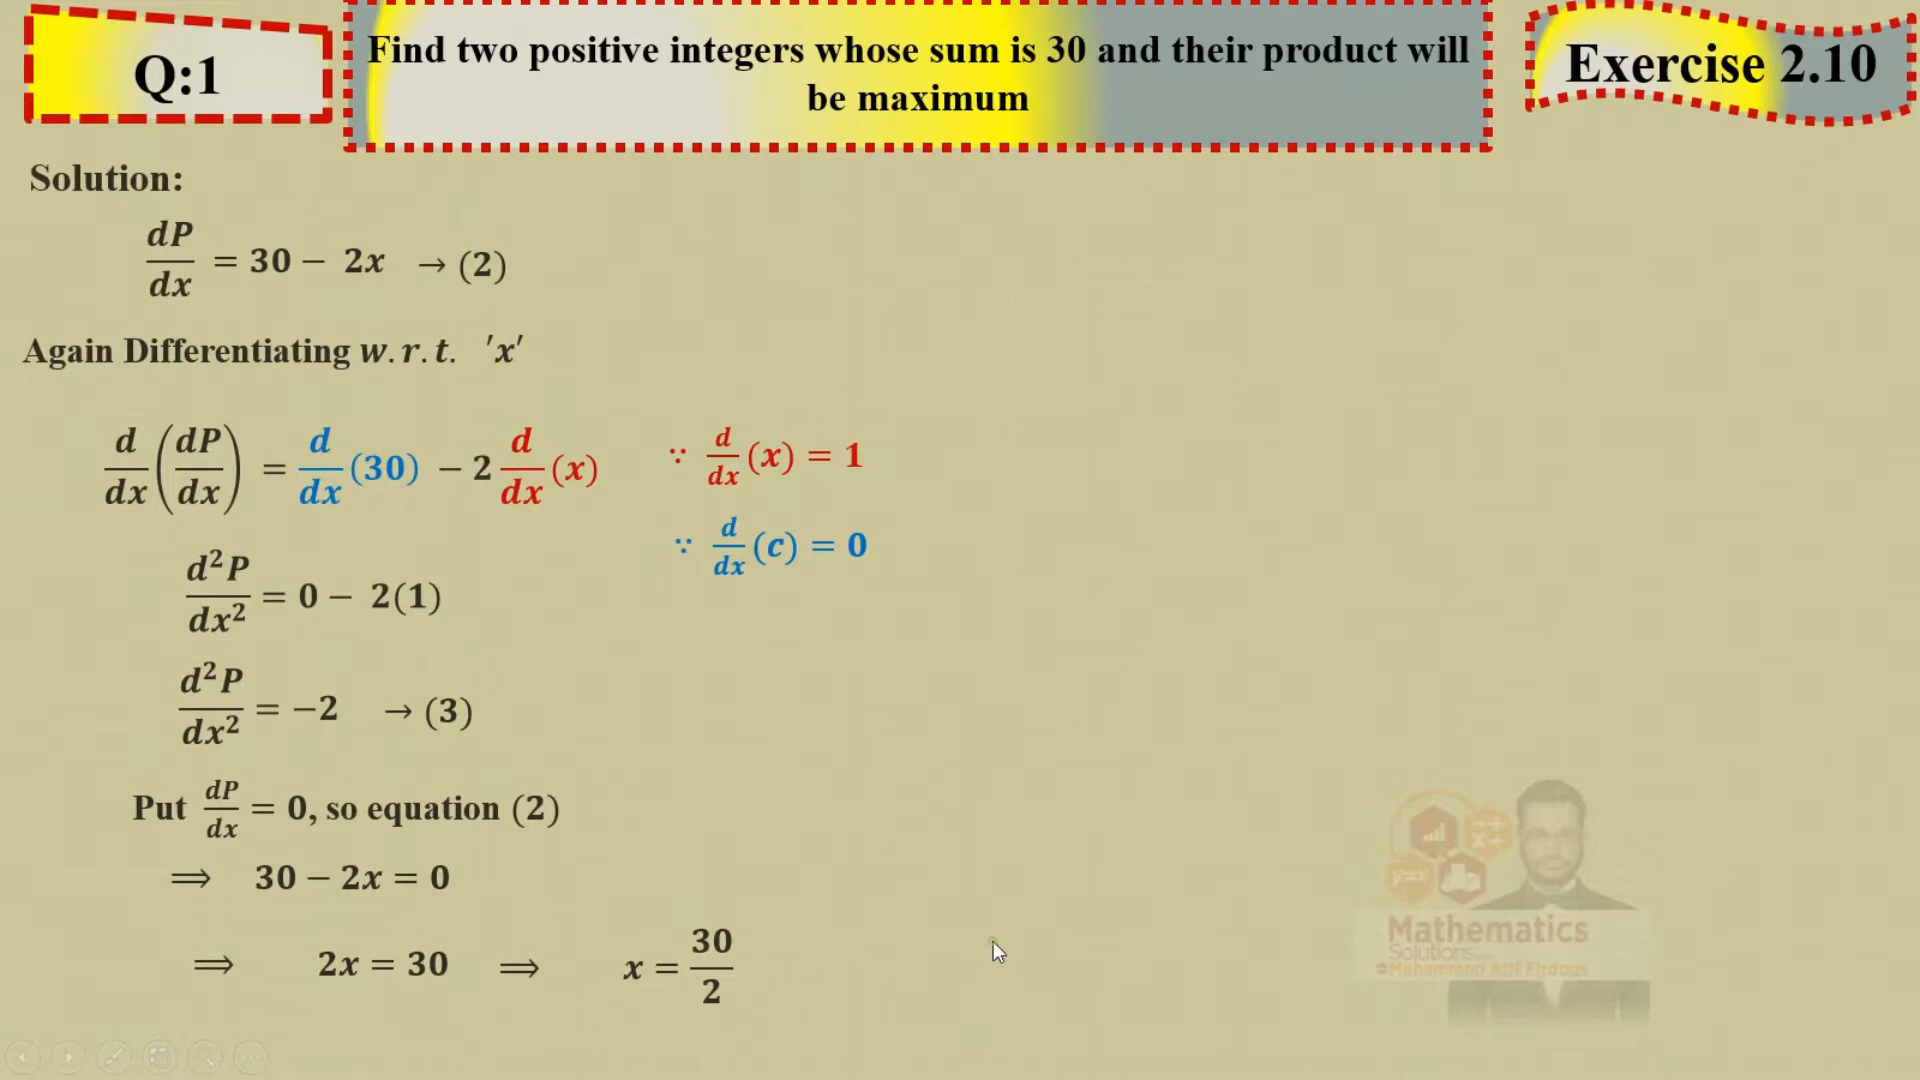 Q:1
Find two positive integers whose sum is 30 and their product will
be maximum
Exercise 2.10
Solution:
dP/dx = 30 − 2x → (2)
Again Differentiating w.r.t. ′x′
d/dx (dP/dx) = d/dx (30) − 2 d/dx (x) ∵ d/dx (x) = 1
∵ d/dx (c) = 0
d²P/dx² = 0 − 2(1)
d²P/dx² = −2 → (3)
Put dP/dx = 0, so equation (2)
⟹ 30 − 2x = 0
⟹ 2x = 30 ⟹ x = 30/2
y=x
Mathematics
Solutions
@Muhammad Atif Firdous